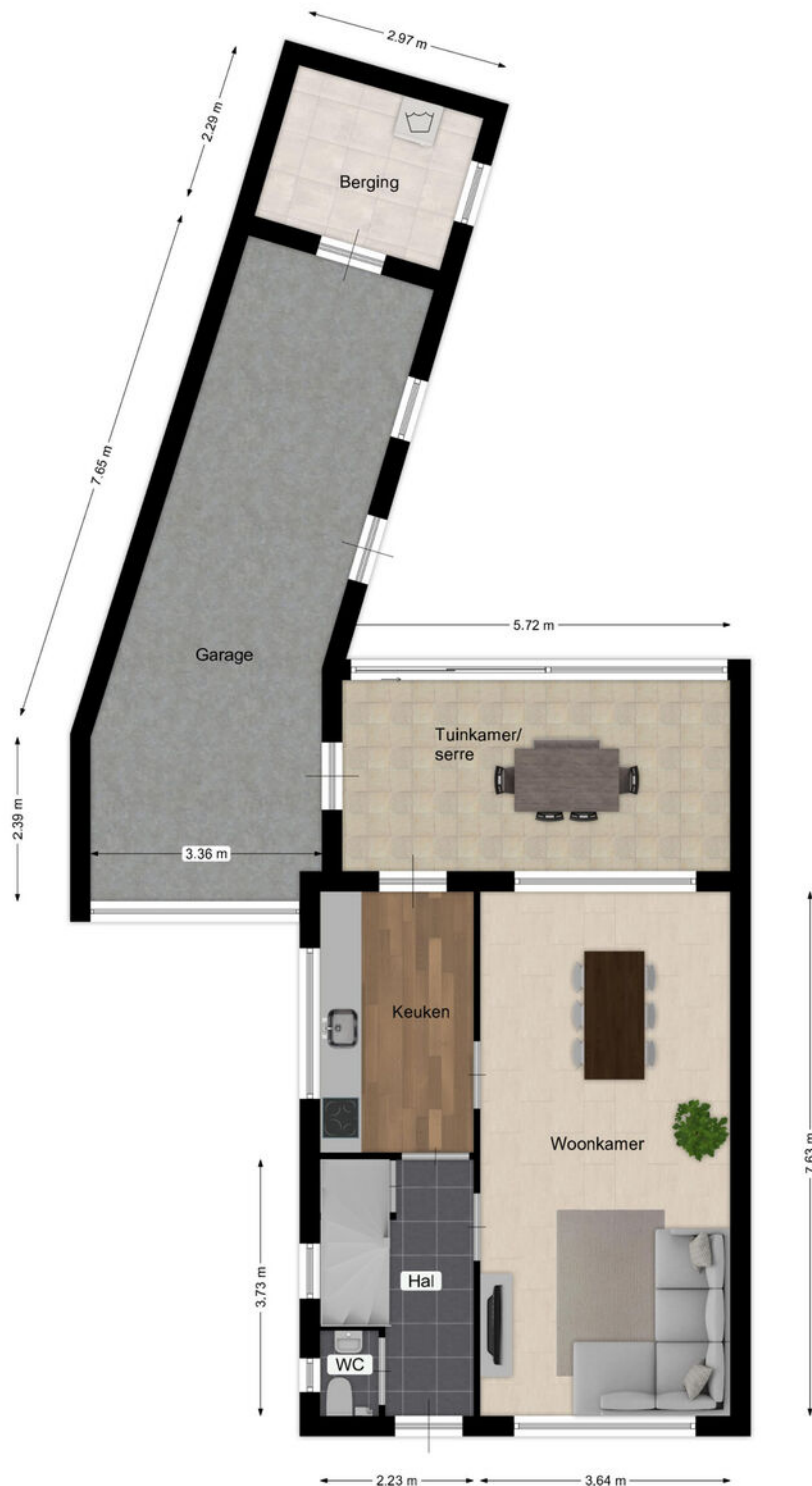 2.97 m
2.29 m
Berging
7.65 m
5.72 m
Garage
Tuinkamer/
serre
2.39 m
3.36 m
Keuken
Woonkamer
7.63 m
3.73 m
Hal
WC
2.23 m
3.64 m